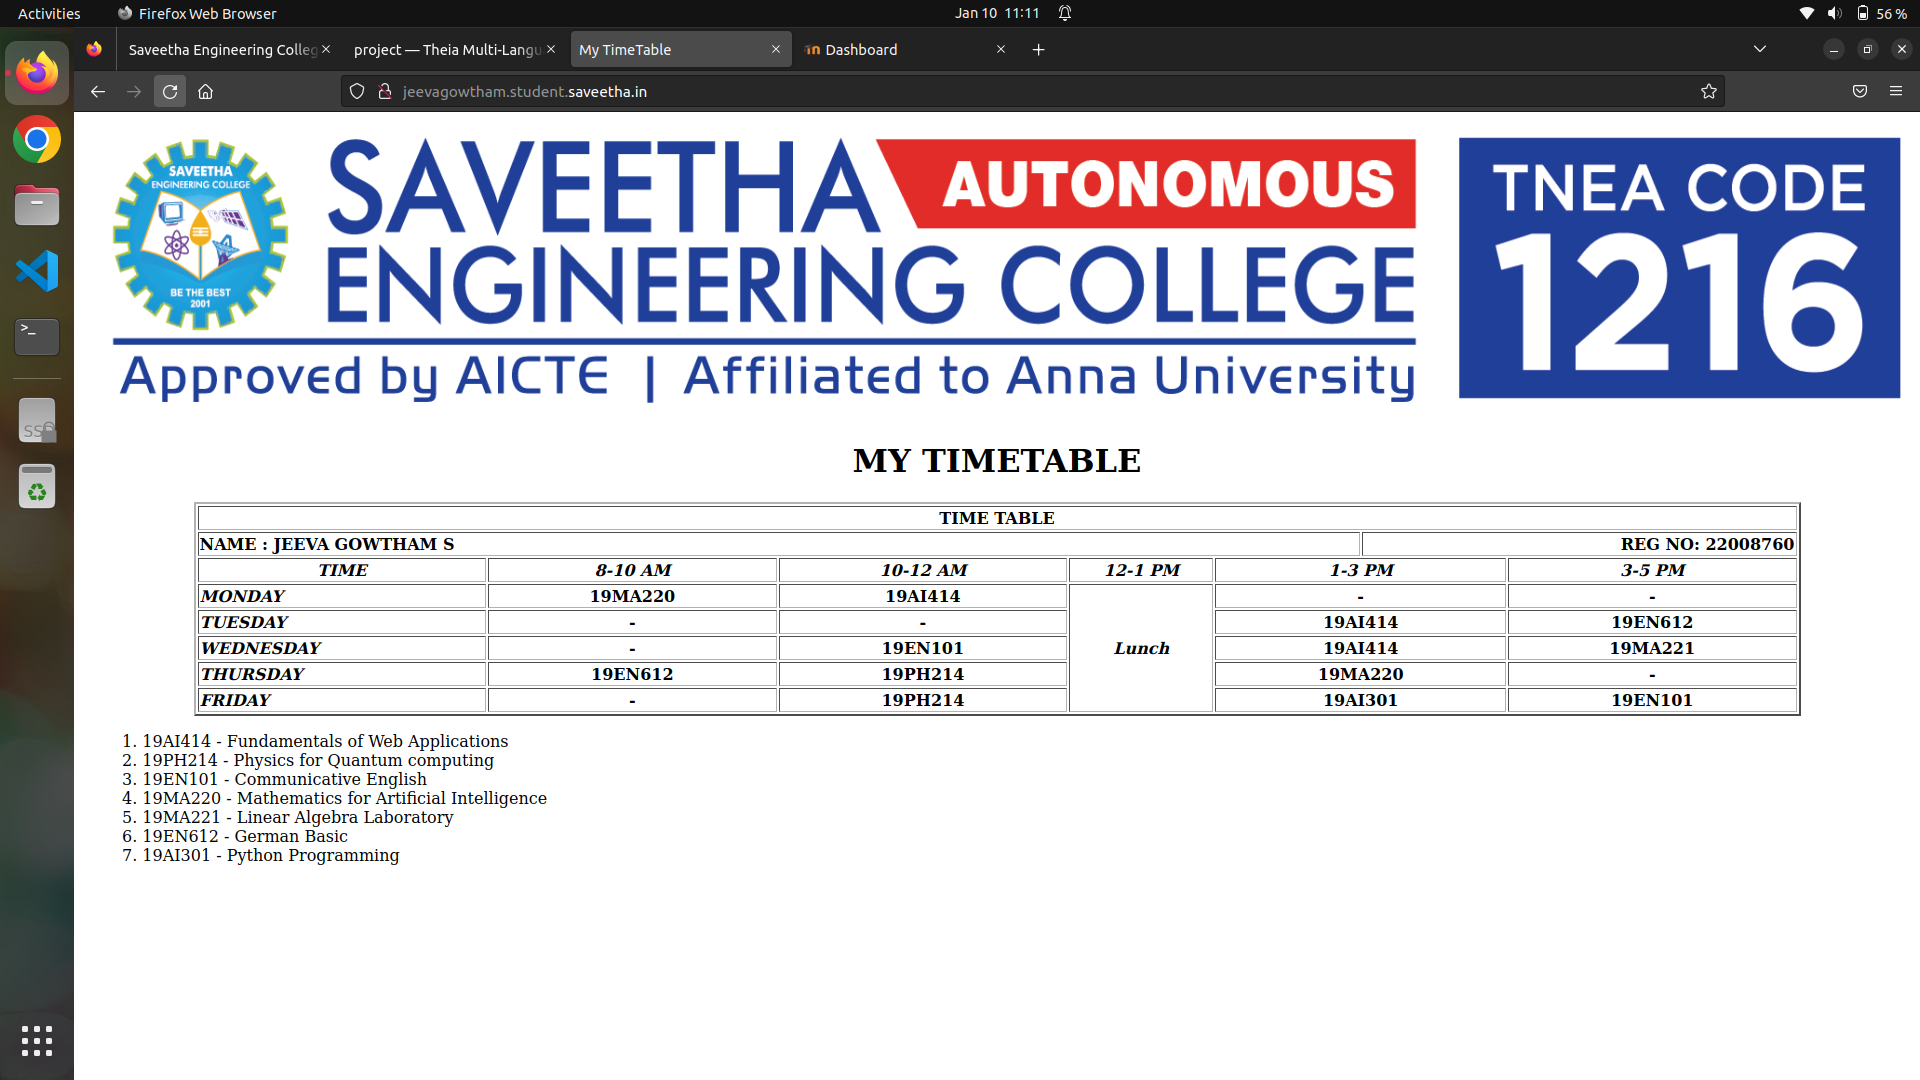 Activities Firefox Web Browser Jan 10 11:11 56 %
Saveetha Engineering Colleg project — Theia Multi-Langu My TimeTable Dashboard
jeevagowtham.student.saveetha.in
SAVEETHA
ENGINEERING COLLEGE
BE THE BEST
2001
SAVEETHA AUTONOMOUS
ENGINEERING COLLEGE
Approved by AICTE | Affiliated to Anna University
TNEA CODE
1216
MY TIMETABLE
TIME TABLE
NAME : JEEVA GOWTHAM S REG NO: 22008760
TIME 8-10 AM 10-12 AM 12-1 PM 1-3 PM 3-5 PM
MONDAY 19MA220 19AI414 - -
TUESDAY - - 19AI414 19EN612
WEDNESDAY - 19EN101 Lunch 19AI414 19MA221
THURSDAY 19EN612 19PH214 19MA220 -
FRIDAY - 19PH214 19AI301 19EN101
1. 19AI414 - Fundamentals of Web Applications
2. 19PH214 - Physics for Quantum computing
3. 19EN101 - Communicative English
4. 19MA220 - Mathematics for Artificial Intelligence
5. 19MA221 - Linear Algebra Laboratory
6. 19EN612 - German Basic
7. 19AI301 - Python Programming